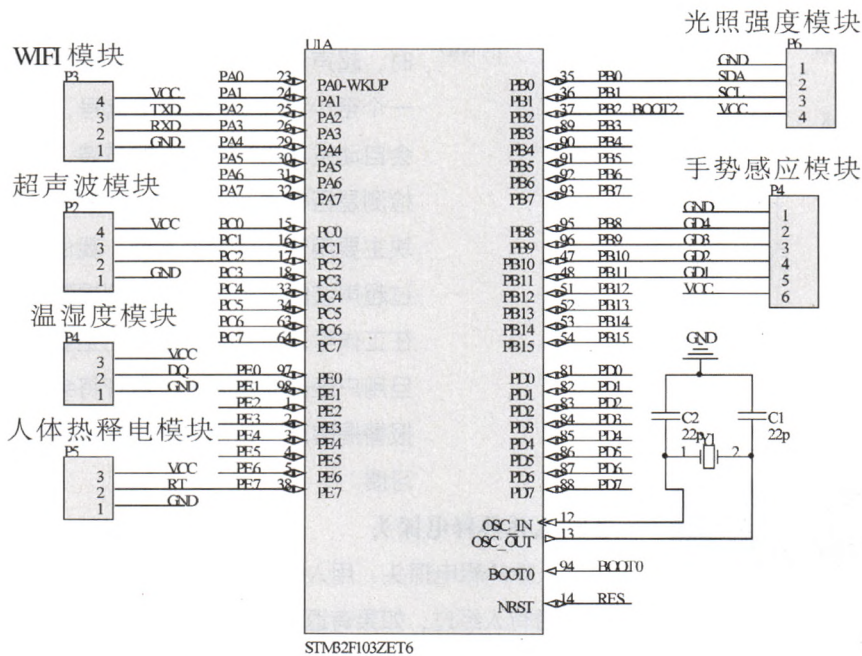 光照强度模块
P6
GND 1
SDA 2
SCL 3
VCC 4
WIFI 模块
P3
4 VCC
3 TXD
2 RXD
1 GND
超声波模块
P2
4 VCC
3
2
1 GND
温湿度模块
P4
3 VCC
2 DQ
1 GND
人体热释电模块
P5
3 VCC
2 RT
1 GND
U1A
PA0 23 PA0-WKUP
PA1 24 PA1
PA2 25 PA2
PA3 26 PA3
PA4 29 PA4
PA5 30 PA5
PA6 31 PA6
PA7 32 PA7
PC0 15 PC0
PC1 16 PC1
PC2 17 PC2
PC3 18 PC3
PC4 33 PC4
PC5 34 PC5
PC6 63 PC6
PC7 64 PC7
PE0 97 PE0
PE1 98 PE1
PE2 1 PE2
PE3 2 PE3
PE4 3 PE4
PE5 4 PE5
PE6 5 PE6
PE7 38 PE7
PB0 35 PB0
PB1 36 PB1
PB2 37 PB2 BOOT2
PB3 89 PB3
PB4 90 PB4
PB5 91 PB5
PB6 92 PB6
PB7 93 PB7
PB8 95 PB8
PB9 96 PB9
PB10 47 PB10
PB11 48 PB11
PB12 51 PB12
PB13 52 PB13
PB14 53 PB14
PB15 54 PB15
PD0 81 PD0
PD1 82 PD1
PD2 83 PD2
PD3 84 PD3
PD4 85 PD4
PD5 86 PD5
PD6 87 PD6
PD7 88 PD7
OSC_IN 12
OSC_OUT 13
BOOT0 94 BOOT0
NRST 14 RES
STM32F103ZET6
手势感应模块
P4
GND 1
GD4 2
GD3 3
GD2 4
GD1 5
VCC 6
GND
C2
22p
C1
22p
1 Y1 2